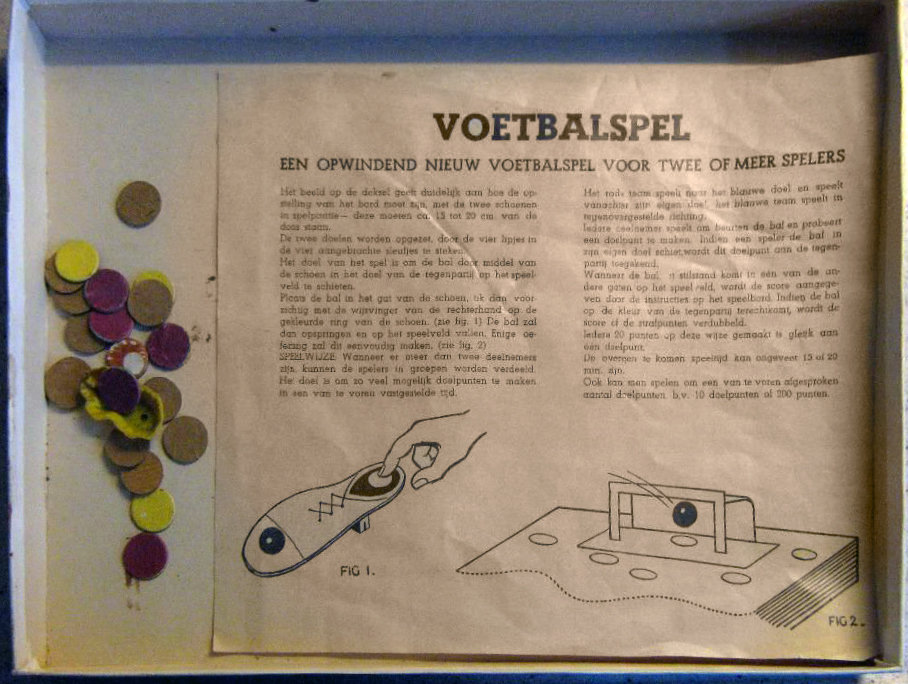 VOETBALSPEL
EEN OPWINDEND NIEUW VOETBALSPEL VOOR TWEE OF MEER SPELERS
Het beeld op de deksel geeft duidelijk aan hoe de op-
stelling van het bord moet zijn, met de twee schoenen
in spelpositie — deze moeten ca. 15 tot 20 cm. van de
doos staan.
De twee doelen worden opgezet, door de vier lipjes in
de vier aangebrachte sleufjes te steken.
Het doel van het spel is om de bal door middel van
de schoen in het doel van de tegenpartij op het speel-
veld te schieten.
Plaats de bal in het gat van de schoen, tik dan voor-
zichtig met de wijsvinger van de rechterhand op de
gekleurde ring van de schoen. (zie fig. 1) De bal zal
dan opspringen en op het speelveld vallen. Enige oe-
fening zal dit eenvoudig maken. (zie fig. 2)
SPEELWIJZE: Wanneer er meer dan twee deelnemers
zijn, kunnen de spelers in groepen worden verdeeld.
Het doel is om zo veel mogelijk doelpunten te maken
in een van te voren vastgestelde tijd.
Het rode team speelt naar het blauwe doel en speelt
vanachter zijn eigen doel, het blauwe team speelt in
tegenovergestelde richting.
Iedere deelnemer speelt om beurten de bal en probeert
een doelpunt te maken. Indien een speler de bal in
zijn eigen doel schiet, wordt dit doelpunt aan de tegen-
partij toegekend.
Wanneer de bal tot stilstand komt in een van de an-
dere gaten op het speelveld, wordt de score aangege-
ven door de instructies op het speelbord. Indien de bal
op de kleur van de tegenpartij terechtkomt, wordt de
score of de strafpunten verdubbeld.
Iedere 20 punten op deze wijze gemaakt is gelijk aan
één doelpunt.
De overeen te komen speeltijd kan ongeveer 15 of 20
min. zijn.
Ook kan men spelen om een van te voren afgesproken
aantal doelpunten, b.v. 10 doelpunten of 200 punten.
FIG 1.
FIG 2.